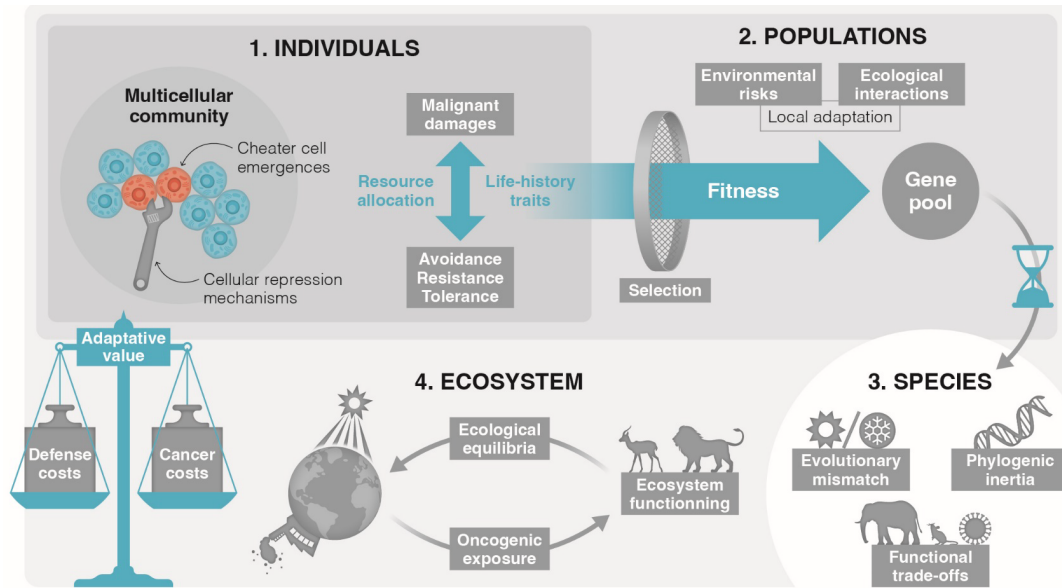 1. INDIVIDUALS
Multicellular
community
Cheater cell
emergences
Cellular repression
mechanisms
Malignant
damages
Resource
allocation
Life-history
traits
Avoidance
Resistance
Tolerance
2. POPULATIONS
Environmental
risks
Ecological
interactions
Local adaptation
Selection
Fitness
Gene
pool
Adaptative
value
Defense
costs
Cancer
costs
4. ECOSYSTEM
Ecological
equilibria
Ecosystem
functionning
Oncogenic
exposure
3. SPECIES
Evolutionary
mismatch
Phylogenic
inertia
Functional
trade-offs